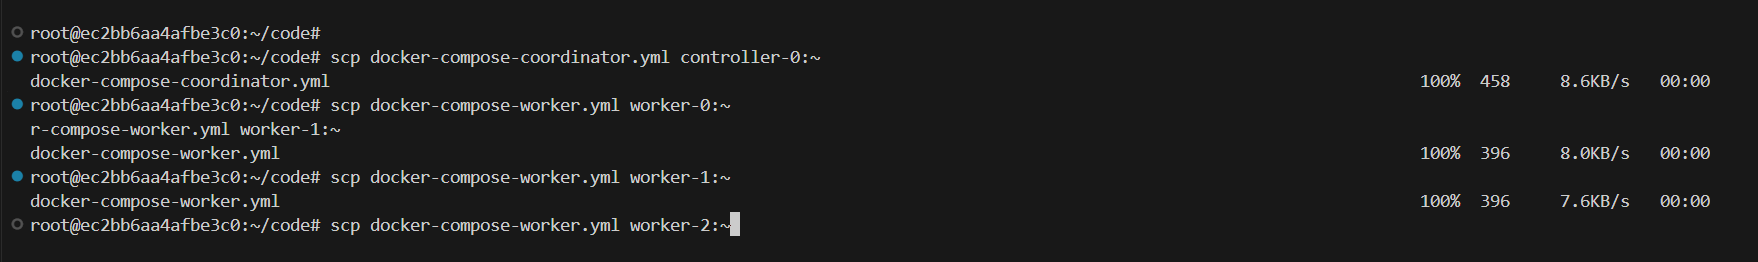 root@ec2bb6aa4afbe3c0:~/code#
root@ec2bb6aa4afbe3c0:~/code# scp docker-compose-coordinator.yml controller-0:~
docker-compose-coordinator.yml 100% 458 8.6KB/s 00:00
root@ec2bb6aa4afbe3c0:~/code# scp docker-compose-worker.yml worker-0:~
r-compose-worker.yml worker-1:~
docker-compose-worker.yml 100% 396 8.0KB/s 00:00
root@ec2bb6aa4afbe3c0:~/code# scp docker-compose-worker.yml worker-1:~
docker-compose-worker.yml 100% 396 7.6KB/s 00:00
root@ec2bb6aa4afbe3c0:~/code# scp docker-compose-worker.yml worker-2:~